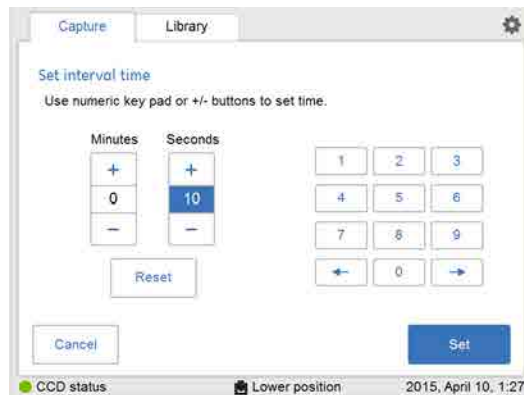 Capture Library
Set interval time
Use numeric key pad or +/- buttons to set time.
Minutes Seconds
+ + 1 2 3
0 10 4 5 6
− − 7 8 9
Reset ← 0 →
Cancel Set
CCD status Lower position 2015, April 10, 1:27